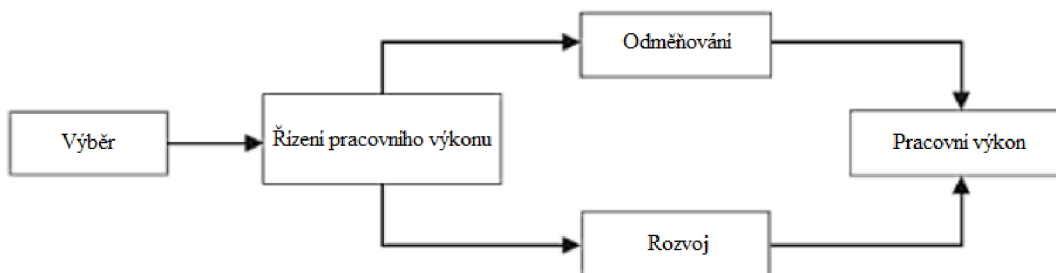 Odměňování
Výběr
Řízení pracovního výkonu
Pracovní výkon
Rozvoj